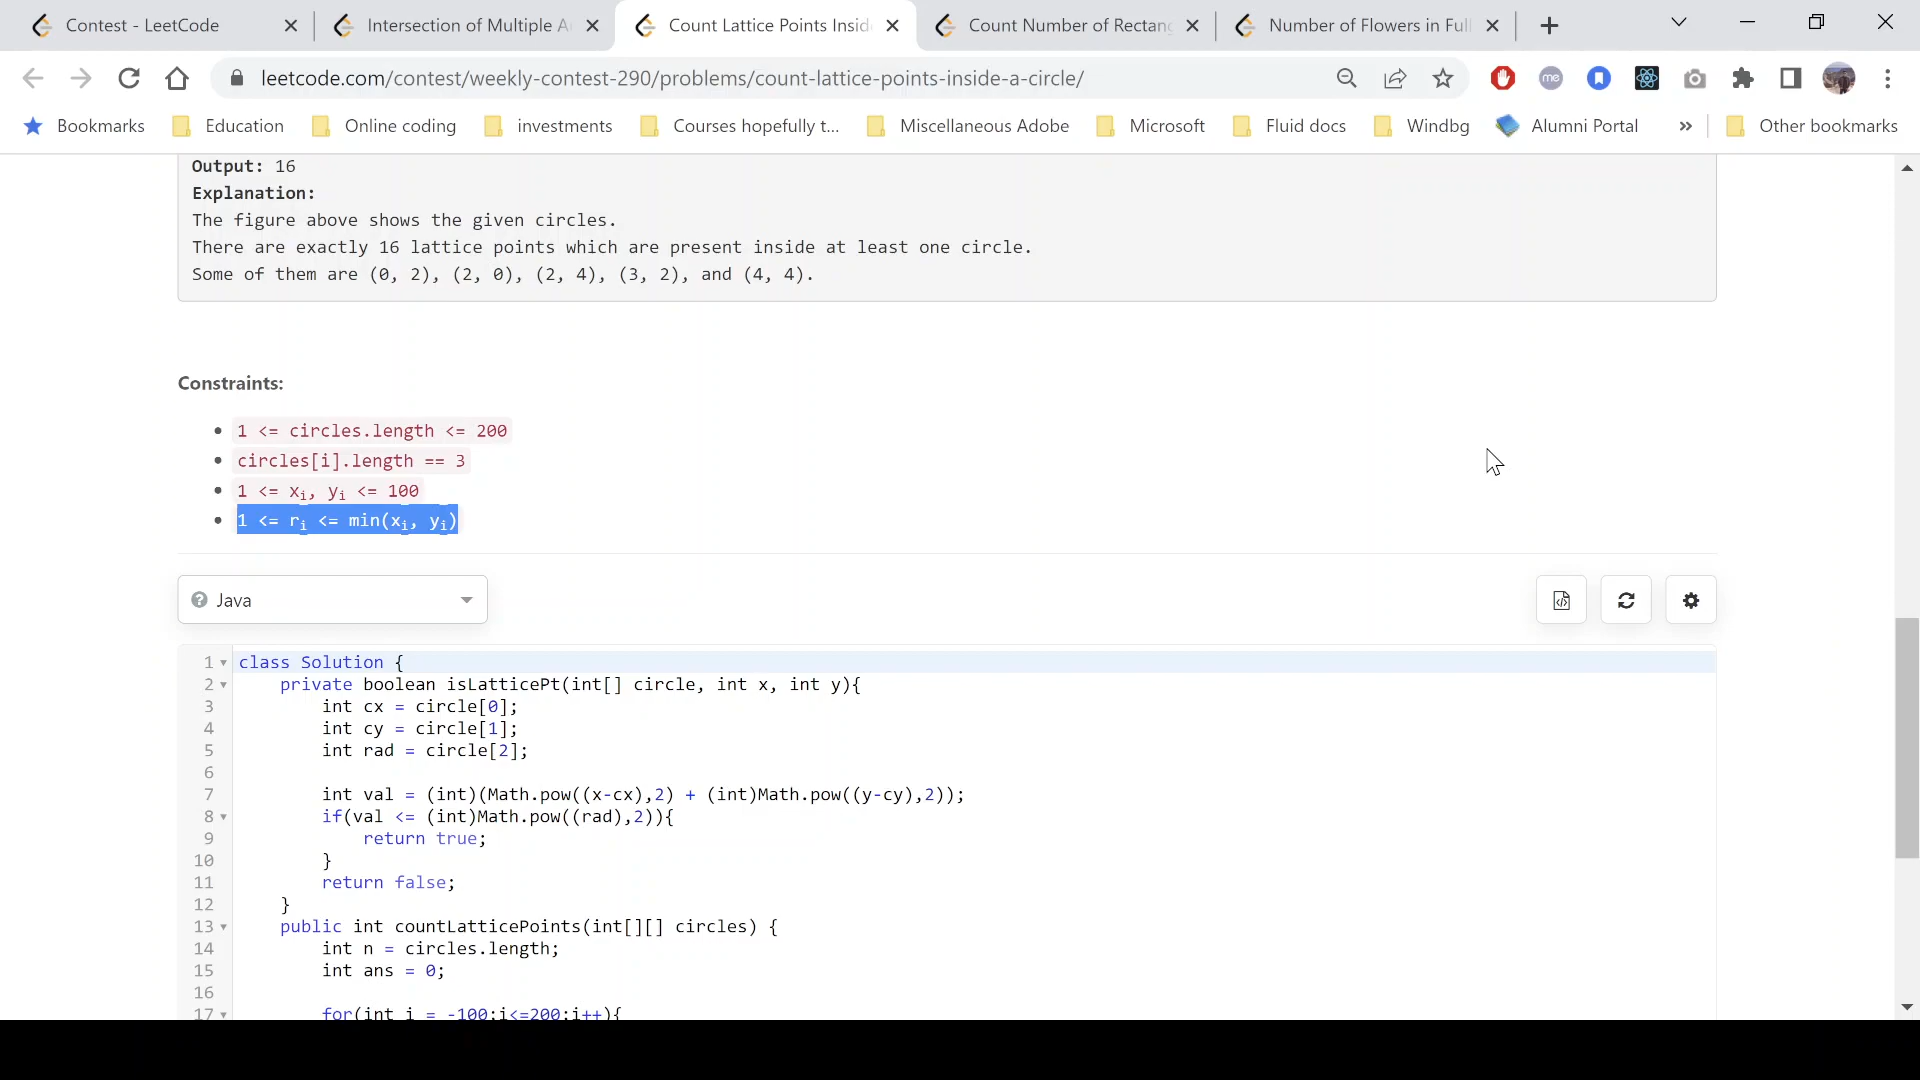 Contest - LeetCode
Intersection of Multiple A
Count Lattice Points Insid
Count Number of Rectang
Number of Flowers in Full
leetcode.com/contest/weekly-contest-290/problems/count-lattice-points-inside-a-circle/
me
Bookmarks
Education
Online coding
investments
Courses hopefully t...
Miscellaneous Adobe
Microsoft
Fluid docs
Windbg
Alumni Portal
»
Other bookmarks
Output: 16
Explanation:
The figure above shows the given circles.
There are exactly 16 lattice points which are present inside at least one circle.
Some of them are (0, 2), (2, 0), (2, 4), (3, 2), and (4, 4).
Constraints:
• 1 <= circles.length <= 200
• circles[i].length == 3
• 1 <= xi, yi <= 100
• 1 <= ri <= min(xi, yi)
Java
1 class Solution {
2 private boolean isLatticePt(int[] circle, int x, int y){
3 int cx = circle[0];
4 int cy = circle[1];
5 int rad = circle[2];
6
7 int val = (int)(Math.pow((x-cx),2) + (int)Math.pow((y-cy),2));
8 if(val <= (int)Math.pow((rad),2)){
9 return true;
10 }
11 return false;
12 }
13 public int countLatticePoints(int[][] circles) {
14 int n = circles.length;
15 int ans = 0;
16
17 for(int i = -100;i<=200;i++){